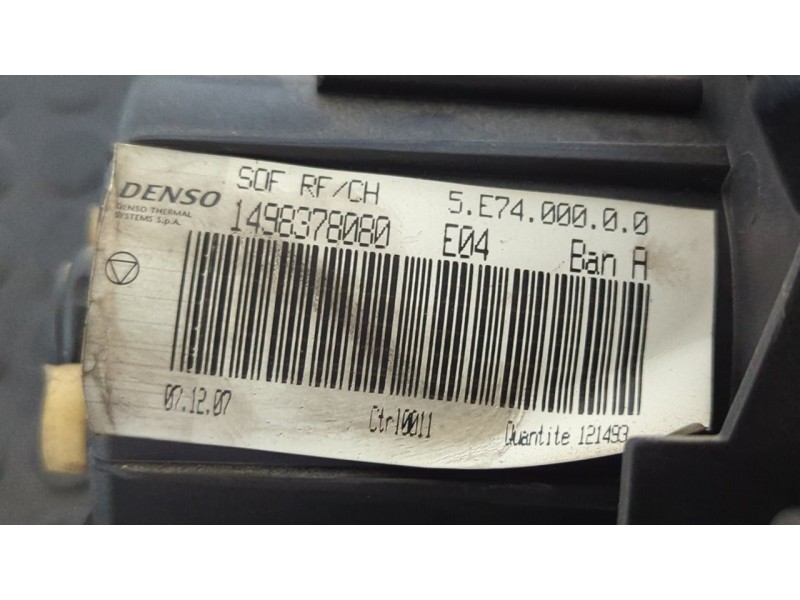 DENSO
DENSO THERMAL
SYSTEMS S.p.A.
SOF RF/CH 5.E74.000.0.0
1498378080 E04 Ban A
07.12.07 Ctr10011 Quantite 121493